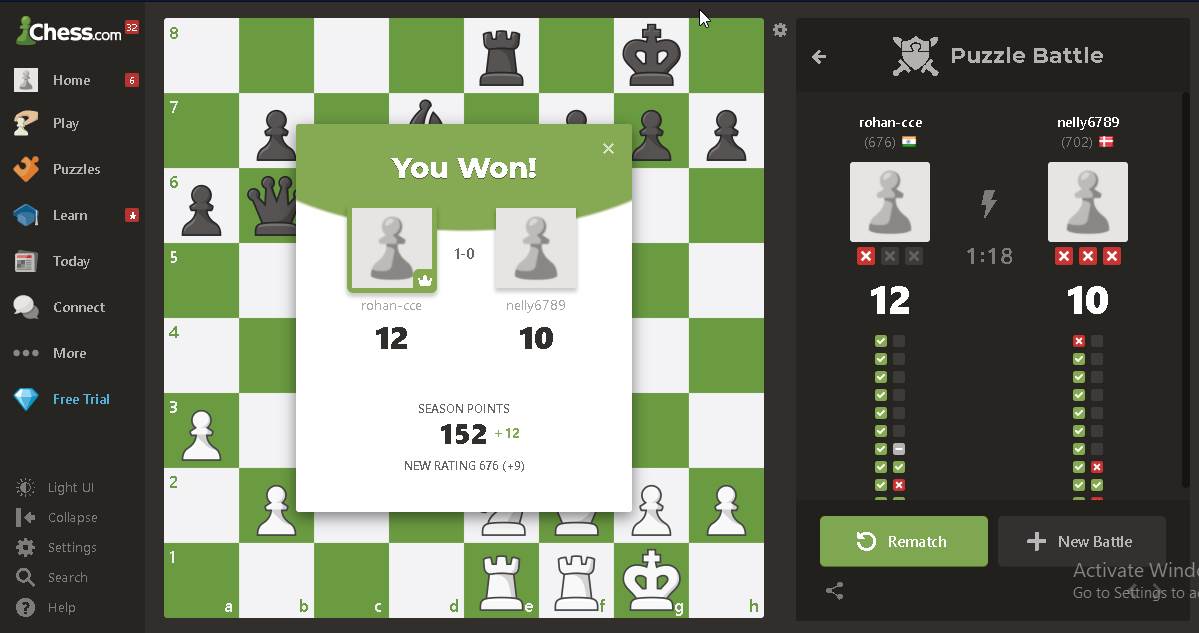 Chess.com 32
Home 6
Play
Puzzles
Learn
Today
Connect
More
Free Trial
Light UI
Collapse
Settings
Search
Help
8
7
6
5
4
3
2
1
a b c d e f g h
You Won!
1-0
rohan-cce nelly6789
12 10
SEASON POINTS
152 +12
NEW RATING 676 (+9)
Puzzle Battle
rohan-cce nelly6789
(676) (702)
1:18
12 10
Rematch New Battle
Activate Windo
Go to Settings to a